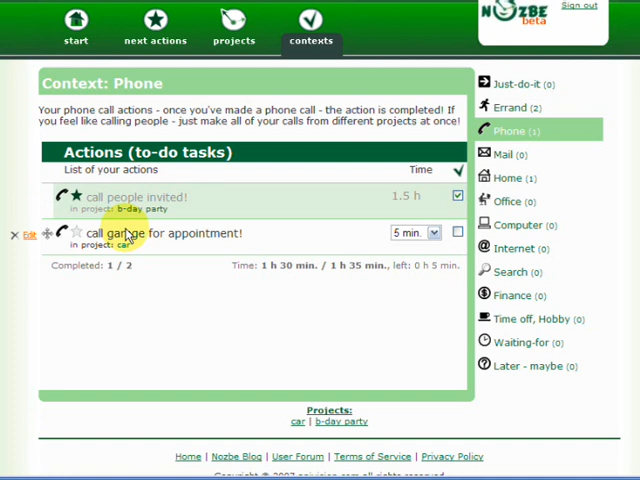 Sign out
NOZBE
beta
start
next actions
projects
contexts
Context: Phone
Your phone call actions - once you've made a phone call - the action is completed! If
you feel like calling people - just make all of your calls from different projects at once!
Actions (to-do tasks)
List of your actions
Time
call people invited!
1.5 h
in project: b-day party
Edit
call garage for appointment!
5 min.
in project: car
Completed: 1 / 2
Time: 1 h 30 min. / 1 h 35 min., left: 0 h 5 min.
Just-do-it (0)
Errand (2)
Phone (1)
Mail (0)
Home (1)
Office (0)
Computer (0)
Internet (0)
Search (0)
Finance (0)
Time off, Hobby (0)
Waiting-for (0)
Later - maybe (0)
Projects:
car | b-day party
Home | Nozbe Blog | User Forum | Terms of Service | Privacy Policy